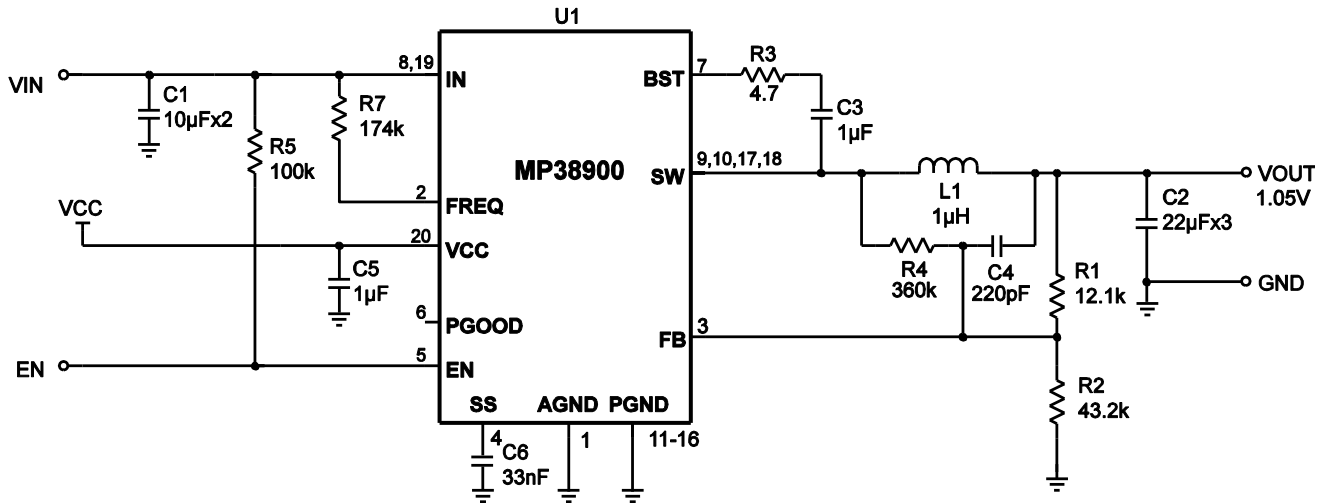 U1
VIN
C1
10µFx2
R5
100k
R7
174k
8,19
IN
2
FREQ
VCC
20
VCC
C5
1µF
6
PGOOD
EN
5
EN
MP38900
BST
7
R3
4.7
C3
1µF
SW
9,10,17,18
L1
1µH
R4
360k
C4
220pF
R1
12.1k
C2
22µFx3
VOUT
1.05V
GND
FB
3
R2
43.2k
SS
AGND
PGND
4
1
11-16
C6
33nF